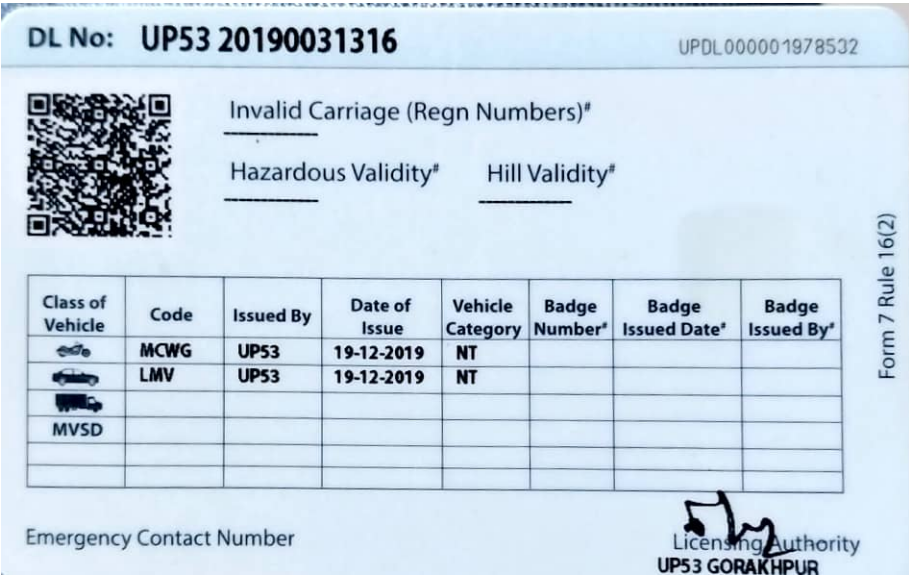 DL No: UP53 20190031316 UPDL000001978532
Invalid Carriage (Regn Numbers)#
Hazardous Validity# Hill Validity#
Form 7 Rule 16(2)
Class of Vehicle Code Issued By Date of Issue Vehicle Category Badge Number# Badge Issued Date# Badge Issued By#
MCWG UP53 19-12-2019 NT
LMV UP53 19-12-2019 NT
MVSD
Emergency Contact Number
Licensing Authority
UP53 GORAKHPUR